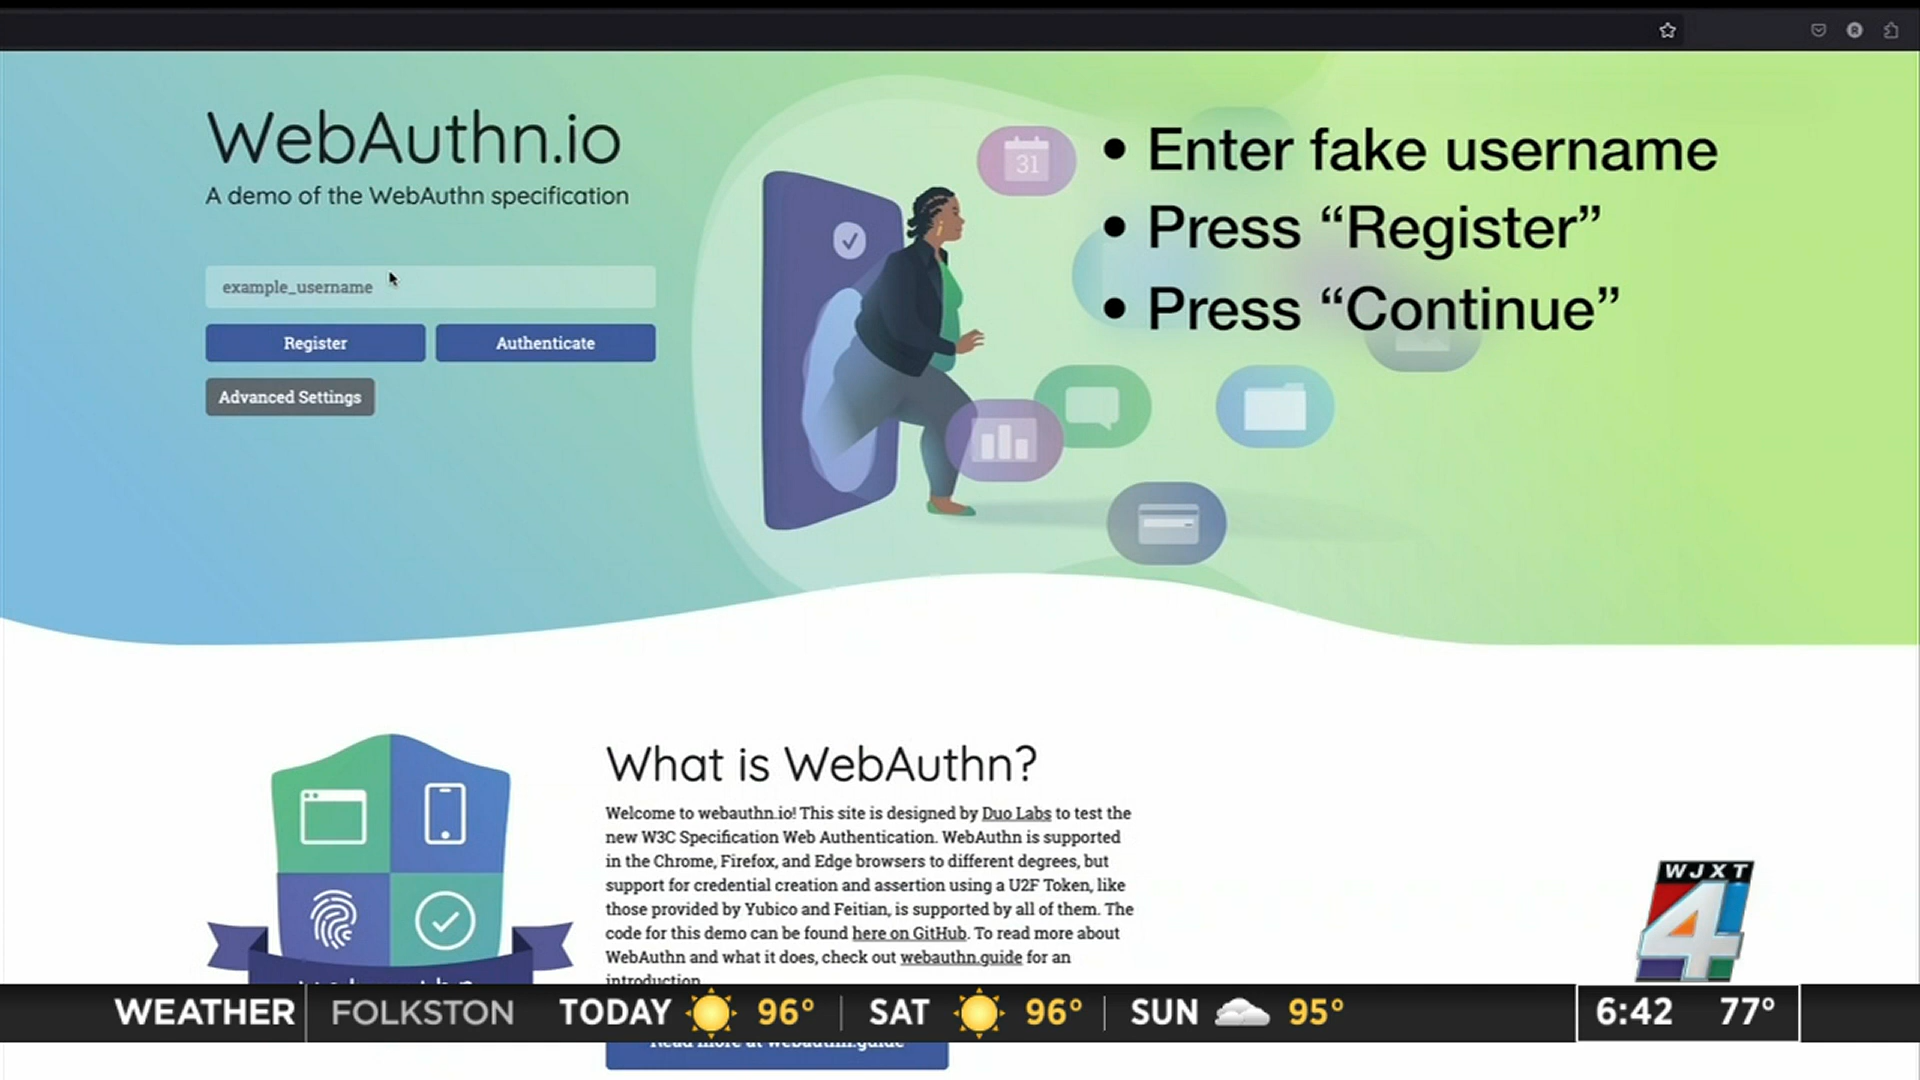 WebAuthn.io
A demo of the WebAuthn specification
example_username
Register
Authenticate
Advanced Settings
31
• Enter fake username
• Press “Register”
• Press “Continue”
What is WebAuthn?
Welcome to webauthn.io! This site is designed by Duo Labs to test the
new W3C Specification Web Authentication. WebAuthn is supported
in the Chrome, Firefox, and Edge browsers to different degrees, but
support for credential creation and assertion using a U2F Token, like
those provided by Yubico and Feitian, is supported by all of them. The
code for this demo can be found here on GitHub. To read more about
WebAuthn and what it does, check out webauthn.guide for an
introduction.
Read more at webauthn.guide
WJXT
4
WEATHER FOLKSTON TODAY 96° SAT 96° SUN 95° 6:42 77°